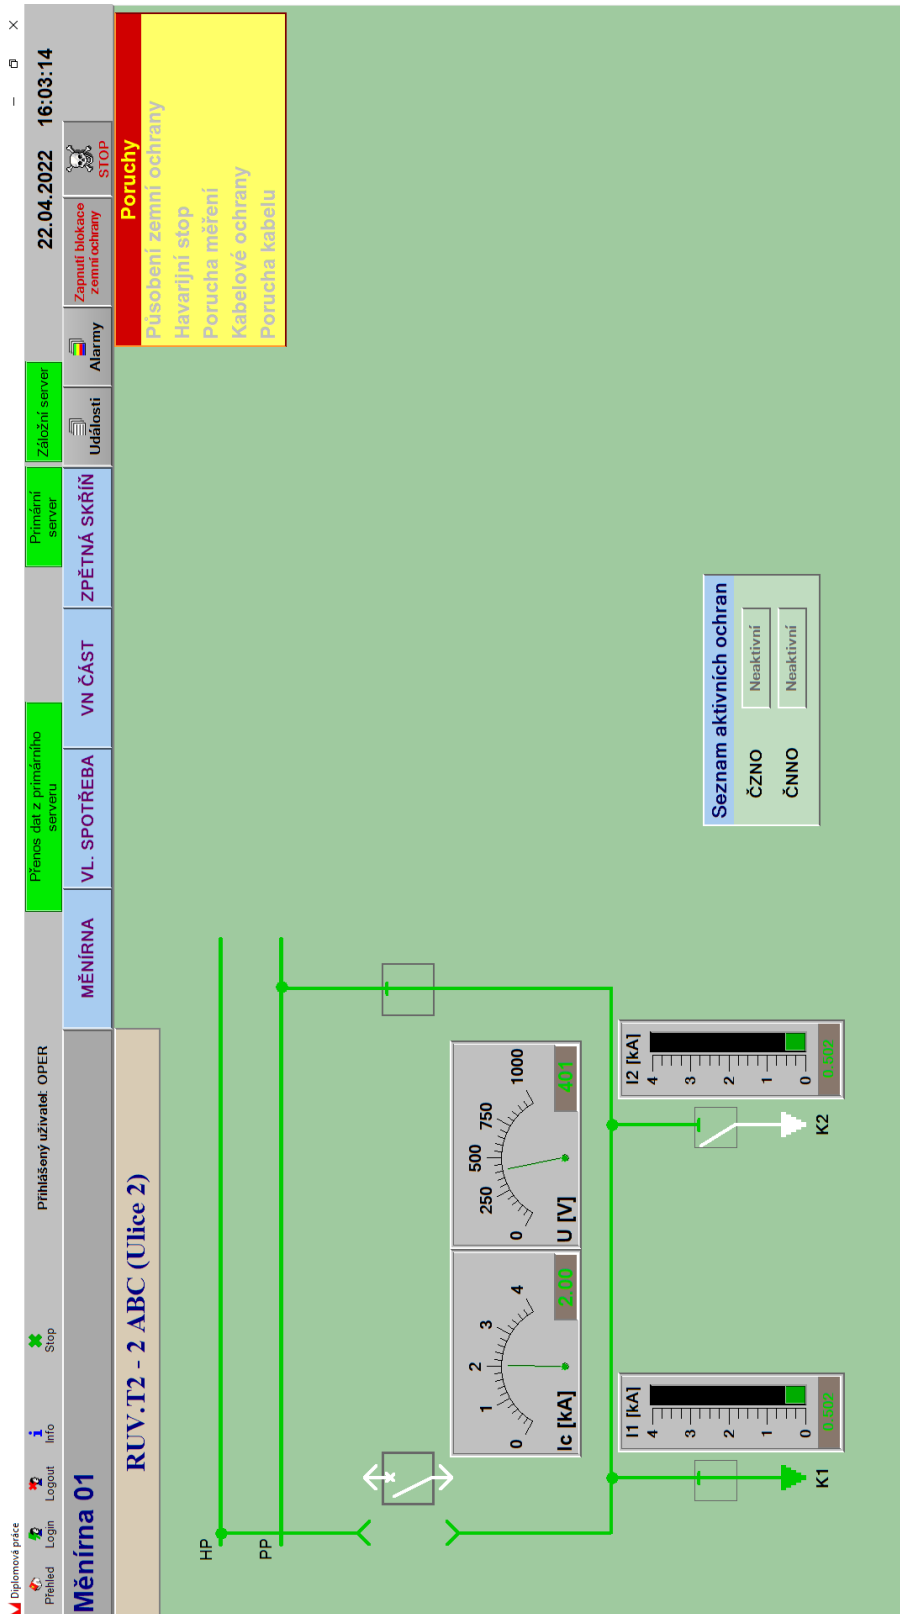 Diplomová práce
Přehled
Login
Logout
Info
Stop
Přihlášený uživatel: OPER
Přenos dat z primárního
serveru
Primární
server
Záložní server
22.04.2022 16:03:14
Měnírna 01
MĚNÍRNA
VL. SPOTŘEBA
VN ČÁST
ZPĚTNÁ SKŘÍŇ
Události
Alarmy
Zapnutí blokace
zemní ochrany
STOP
RUV.T2 - 2 ABC (Ulice 2)
Poruchy
Působení zemní ochrany
Havarijní stop
Porucha měření
Kabelové ochrany
Porucha kabelu
HP
PP
0
1
2
3
4
Ic [kA]
2.00
0
250
500
750
1000
U [V]
401
I1 [kA]
4
3
2
1
0
0.502
K1
I2 [kA]
4
3
2
1
0
K2
Seznam aktivních ochran
ČZNO
Neaktivní
ČNNO
Neaktivní